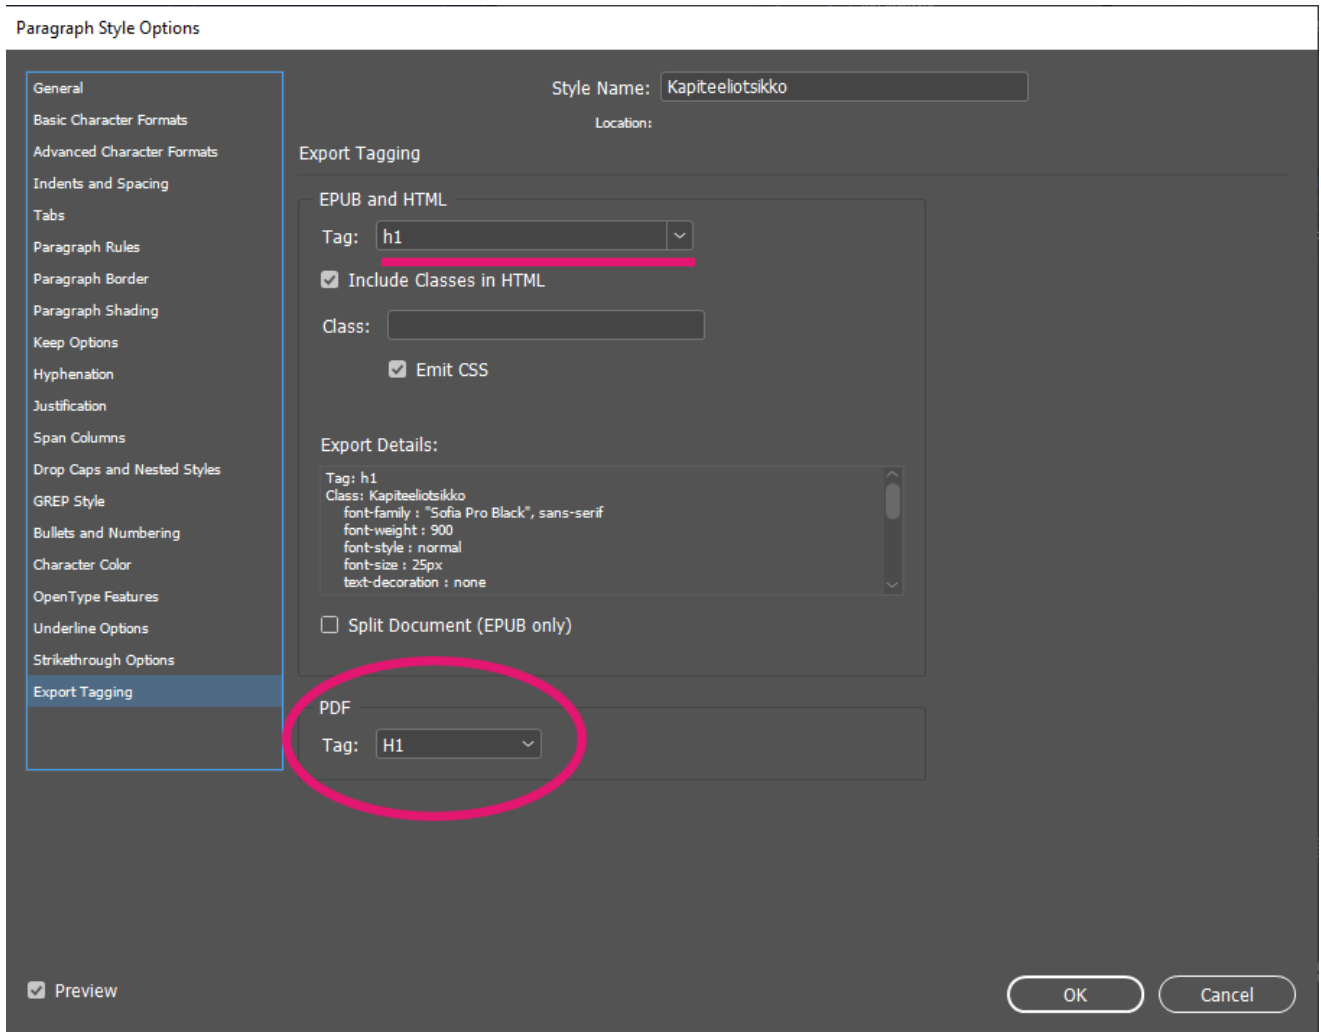 Paragraph Style Options
General
Basic Character Formats
Advanced Character Formats
Indents and Spacing
Tabs
Paragraph Rules
Paragraph Border
Paragraph Shading
Keep Options
Hyphenation
Justification
Span Columns
Drop Caps and Nested Styles
GREP Style
Bullets and Numbering
Character Color
OpenType Features
Underline Options
Strikethrough Options
Export Tagging
Style Name: Kapiteeliotsikko
Location:
Export Tagging
EPUB and HTML
Tag: h1
Include Classes in HTML
Class:
Emit CSS
Export Details:
Tag: h1
Class: Kapiteeliotsikko
font-family : "Sofia Pro Black", sans-serif
font-weight : 900
font-style : normal
font-size : 25px
text-decoration : none
Split Document (EPUB only)
PDF
Tag: H1
Preview
OK
Cancel